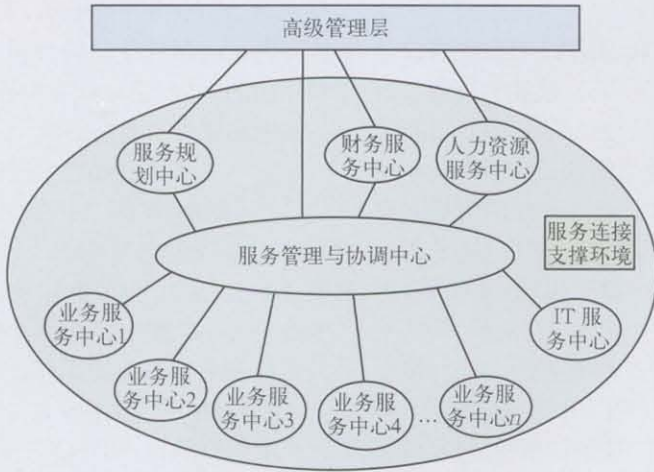 高级管理层
服务规
划中心
财务服
务中心
人力资源
服务中心
服务管理与协调中心
服务连接
支撑环境
业务服
务中心1
IT 服
务中心
业务服
务中心2
业务服
务中心3
业务服
务中心4
…
业务服
务中心n